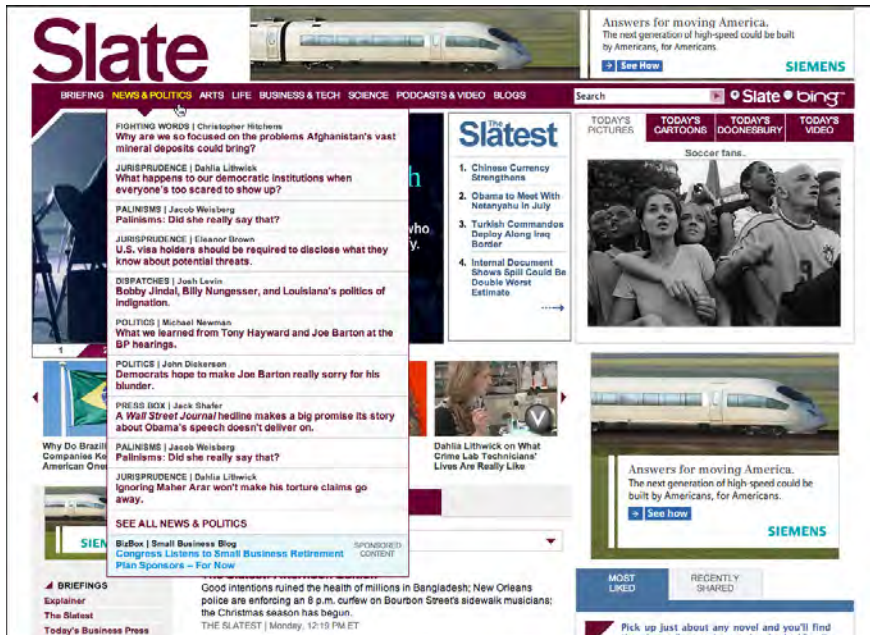 Slate
Answers for moving America.
The next generation of high-speed could be built
by Americans, for Americans.
See How
SIEMENS
BRIEFING NEWS & POLITICS ARTS LIFE BUSINESS & TECH SCIENCE PODCASTS & VIDEO BLOGS
Search
Slate bing
FIGHTING WORDS | Christopher Hitchens
Why are we so focused on the problems Afghanistan's vast
mineral deposits could bring?
JURISPRUDENCE | Dahlia Lithwick
What happens to our democratic institutions when
everyone's too scared to show up?
PALINISMS | Jacob Weisberg
Palinisms: Did she really say that?
JURISPRUDENCE | Eleanor Brown
U.S. visa holders should be required to disclose what they
know about potential threats.
DISPATCHES | Josh Levin
Bobby Jindal, Billy Nungesser, and Louisiana's politics of
indignation.
POLITICS | Michael Newman
What we learned from Tony Hayward and Joe Barton at the
BP hearings.
POLITICS | John Dickerson
Democrats hope to make Joe Barton really sorry for his
blunder.
PRESS BOX | Jack Shafer
A Wall Street Journal hedline makes a big promise its story
about Obama's speech doesn't deliver on.
PALINISMS | Jacob Weisberg
Palinisms: Did she really say that?
JURISPRUDENCE | Dahlia Lithwick
Ignoring Maher Arar won't make his torture claims go
away.
SEE ALL NEWS & POLITICS
BizBox | Small Business Blog
SPONSORED
CONTENT
Congress Listens to Small Business Retirement
Plan Sponsors – For Now
who
y.
1
The
Slatest
1. Chinese Currency
Strengthens
2. Obama to Meet With
Netanyahu in July
3. Turkish Commandos
Deploy Along Iraq
Border
4. Internal Document
Shows Spill Could Be
Double Worst
Estimate
TODAY'S
PICTURES
TODAY'S
CARTOONS
TODAY'S
DOONESBURY
TODAY'S
VIDEO
Soccer fans.
Why Do Brazili
Companies Ke
American One
Dahlia Lithwick on What
Crime Lab Technicians'
Lives Are Really Like
Answers for moving America.
The next generation of high-speed could be
built by Americans, for Americans.
See how
SIEMENS
SIEM
BRIEFINGS
Explainer
The Slatest
Today's Business Press
Good intentions ruined the health of millions in Bangladesh; New Orleans
police are enforcing an 8 p.m. curfew on Bourbon Street's sidewalk musicians;
the Christmas season has begun.
THE SLATEST | Monday, 12:19 PM ET
MOST
LIKED
RECENTLY
SHARED
Pick up just about any novel and you'll find